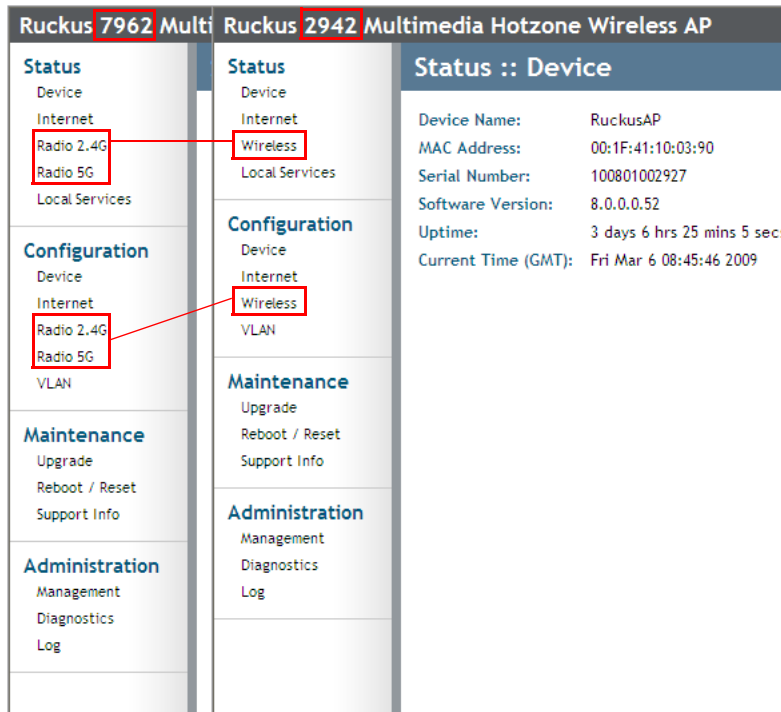 Ruckus 7962 Multi
Status
Device
Internet
Radio 2.4G
Radio 5G
Local Services
Configuration
Device
Internet
Radio 2.4G
Radio 5G
VLAN
Maintenance
Upgrade
Reboot / Reset
Support Info
Administration
Management
Diagnostics
Log
Ruckus 2942 Multimedia Hotzone Wireless AP
Status
Device
Internet
Wireless
Local Services
Configuration
Device
Internet
Wireless
VLAN
Maintenance
Upgrade
Reboot / Reset
Support Info
Administration
Management
Diagnostics
Log
Status :: Device
Device Name: RuckusAP
MAC Address: 00:1F:41:10:03:90
Serial Number: 100801002927
Software Version: 8.0.0.0.52
Uptime: 3 days 6 hrs 25 mins 5 sec
Current Time (GMT): Fri Mar 6 08:45:46 2009